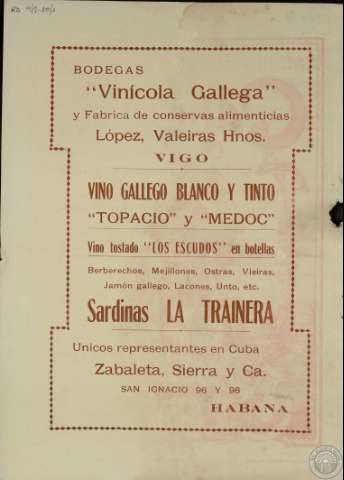 BODEGAS
"Vinícola Gallega"
y Fabrica de conservas alimenticias
López, Valeiras Hnos.
VIGO
VINO GALLEGO BLANCO Y TINTO
"TOPACIO" y "MEDOC"
Vino tostado "LOS ESCUDOS" en botellas
Berberechos, Mejillones, Ostras, Vieiras,
Jamón gallego, Lacones, Unto, etc.
Sardinas LA TRAINERA
Unicos representantes en Cuba
Zabaleta, Sierra y Ca.
SAN IGNACIO 96 Y 98
HABANA